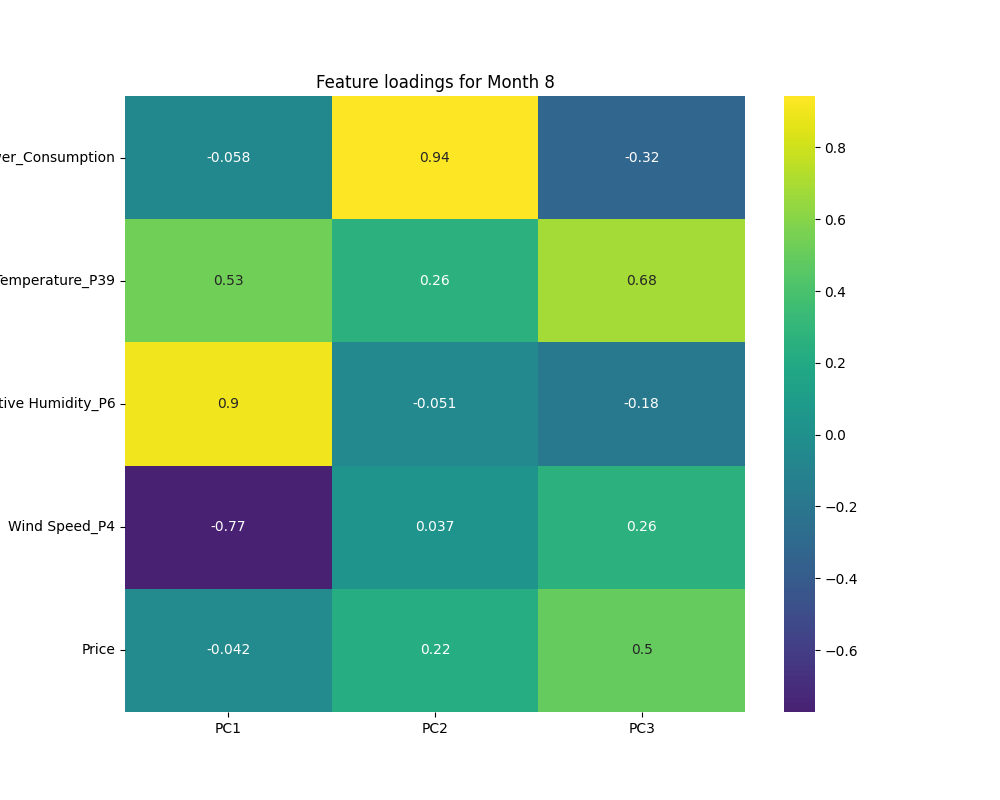 Feature loadings for Month 8
er_Consumption
-0.058
0.94
-0.32
0.8
0.6
Temperature_P39
0.53
0.26
0.68
0.4
0.2
tive Humidity_P6
0.9
-0.051
-0.18
0.0
−0.2
Wind Speed_P4
-0.77
0.037
0.26
−0.4
−0.6
Price
-0.042
0.22
0.5
PC1
PC2
PC3